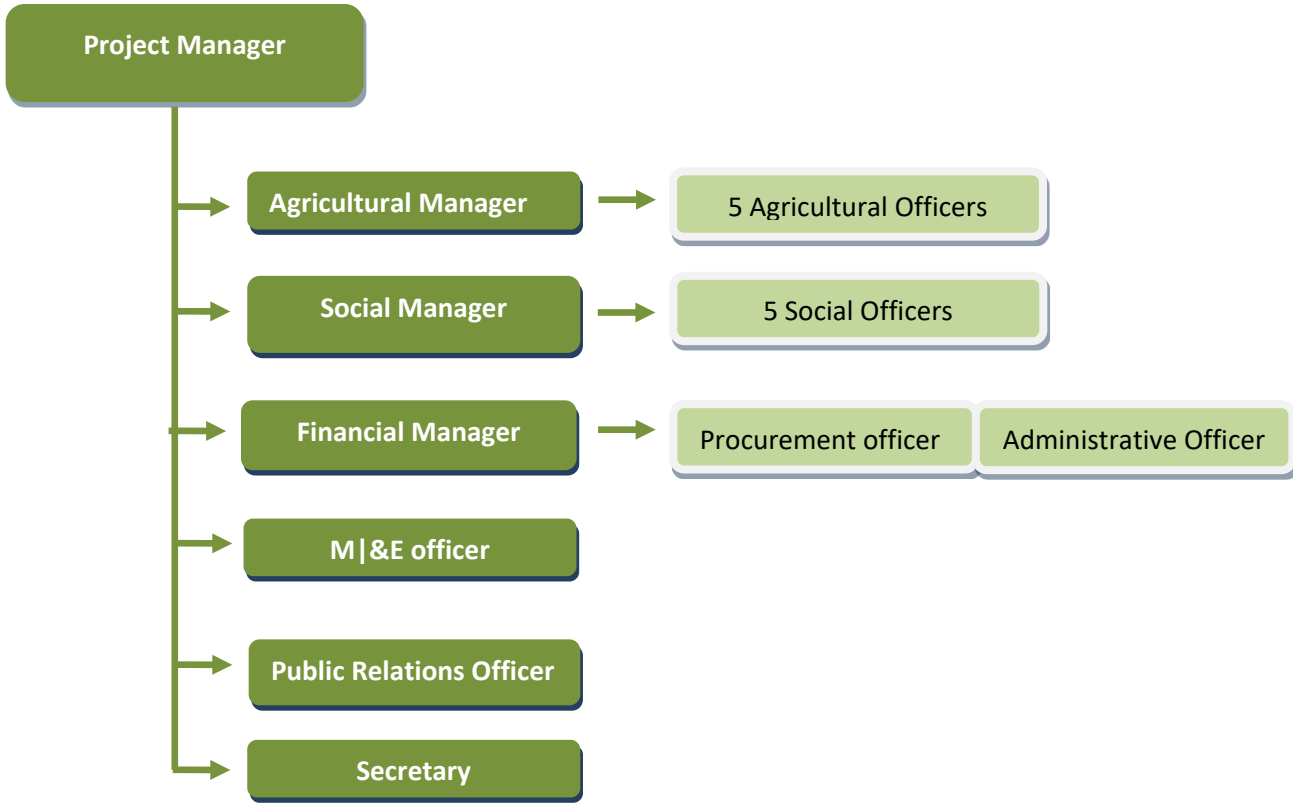 Project Manager
Agricultural Manager
5 Agricultural Officers
Social Manager
5 Social Officers
Financial Manager
Procurement officer
Administrative Officer
M|&E officer
Public Relations Officer
Secretary